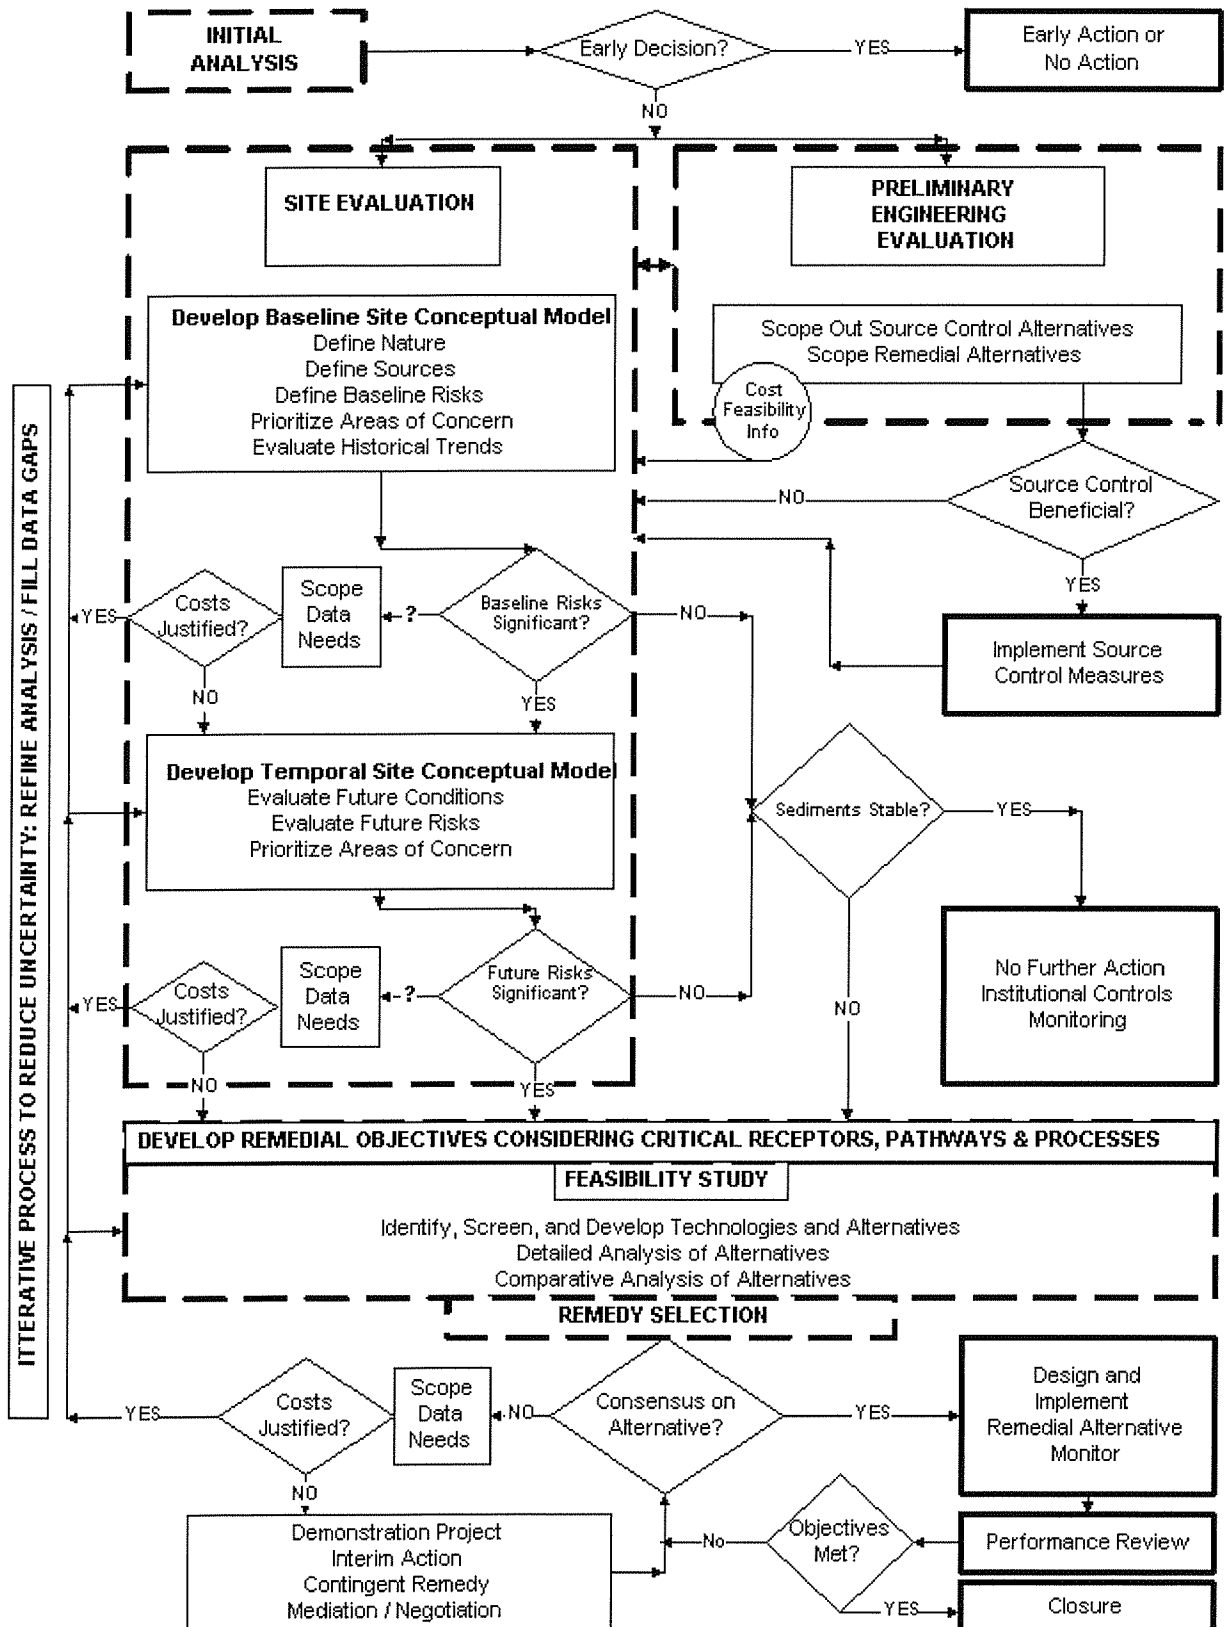 INITIAL
ANALYSIS
Early Decision?
YES
Early Action or
No Action
NO
SITE EVALUATION
PRELIMINARY
ENGINEERING
EVALUATION
Develop Baseline Site Conceptual Model
Define Nature
Define Sources
Define Baseline Risks
Prioritize Areas of Concern
Evaluate Historical Trends
Scope Out Source Control Alternatives
Scope Remedial Alternatives
Cost
Feasibility
Info
Source Control
Beneficial?
NO
YES
Implement Source
Control Measures
Baseline Risks
Significant?
?
Scope
Data
Needs
Costs
Justified?
YES
NO
YES
NO
Develop Temporal Site Conceptual Model
Evaluate Future Conditions
Evaluate Future Risks
Prioritize Areas of Concern
Sediments Stable?
YES
NO
No Further Action
Institutional Controls
Monitoring
Future Risks
Significant?
?
Scope
Data
Needs
Costs
Justified?
YES
NO
YES
NO
ITTERATIVE PROCESS TO REDUCE UNCERTAINTY: REFINE ANALYSIS / FILL DATA GAPS
DEVELOP REMEDIAL OBJECTIVES CONSIDERING CRITICAL RECEPTORS, PATHWAYS & PROCESSES
FEASIBILITY STUDY
Identify, Screen, and Develop Technologies and Alternatives
Detailed Analysis of Alternatives
Comparative Analysis of Alternatives
REMEDY SELECTION
Consensus on
Alternative?
NO
Scope
Data
Needs
Costs
Justified?
YES
NO
YES
Design and
Implement
Remedial Alternative
Monitor
Demonstration Project
Interim Action
Contingent Remedy
Mediation / Negotiation
Performance Review
Objectives
Met?
No
YES
Closure